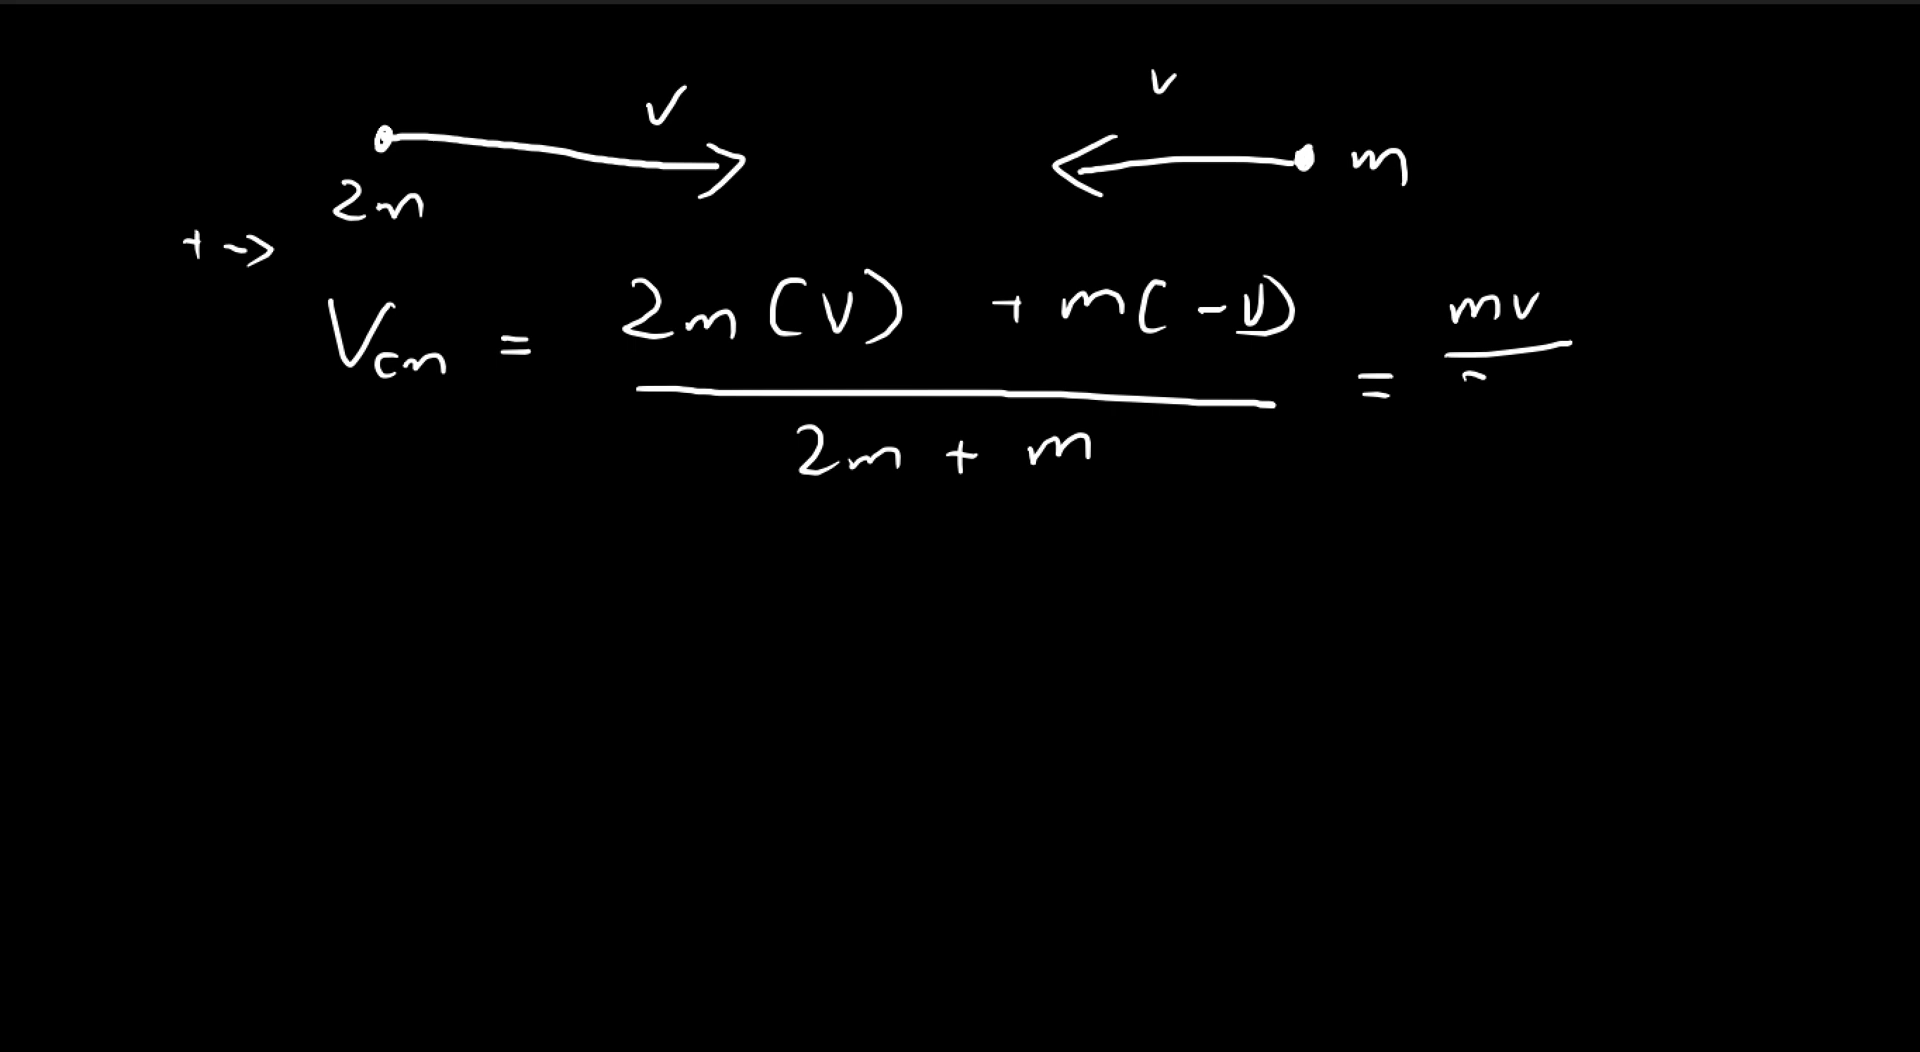 v v
2m m
+ ->
Vcm = 2m(v) + m(-v) / 2m + m = mv /